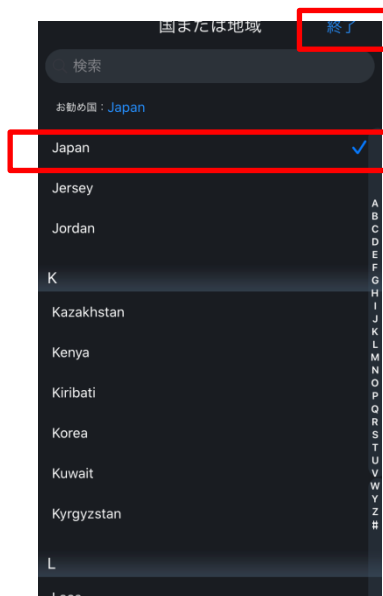 国または地域 終了
検索
お勧め国：Japan
Japan
Jersey
Jordan
K
Kazakhstan
Kenya
Kiribati
Korea
Kuwait
Kyrgyzstan
L
A
B
C
D
E
F
G
H
I
J
K
L
M
N
O
P
Q
R
S
T
U
V
W
Y
Z
#